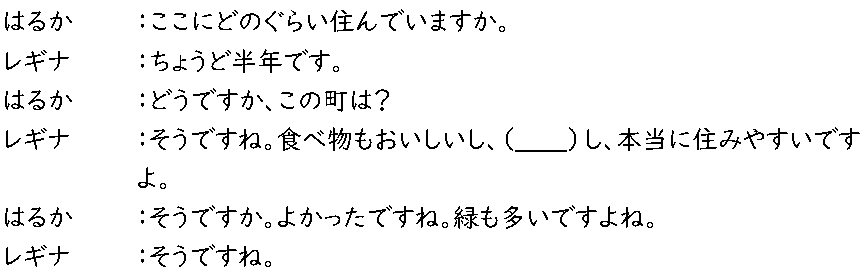 はるか　　：ここにどのぐらい住んでいますか。
レギナ　　：ちょうど半年です。
はるか　　：どうですか、この町は？
レギナ　　：そうですね。食べ物もおいしいし、（____）し、本当に住みやすいです
よ。
はるか　　：そうですか。よかったですね。緑も多いですよね。
レギナ　　：そうですね。